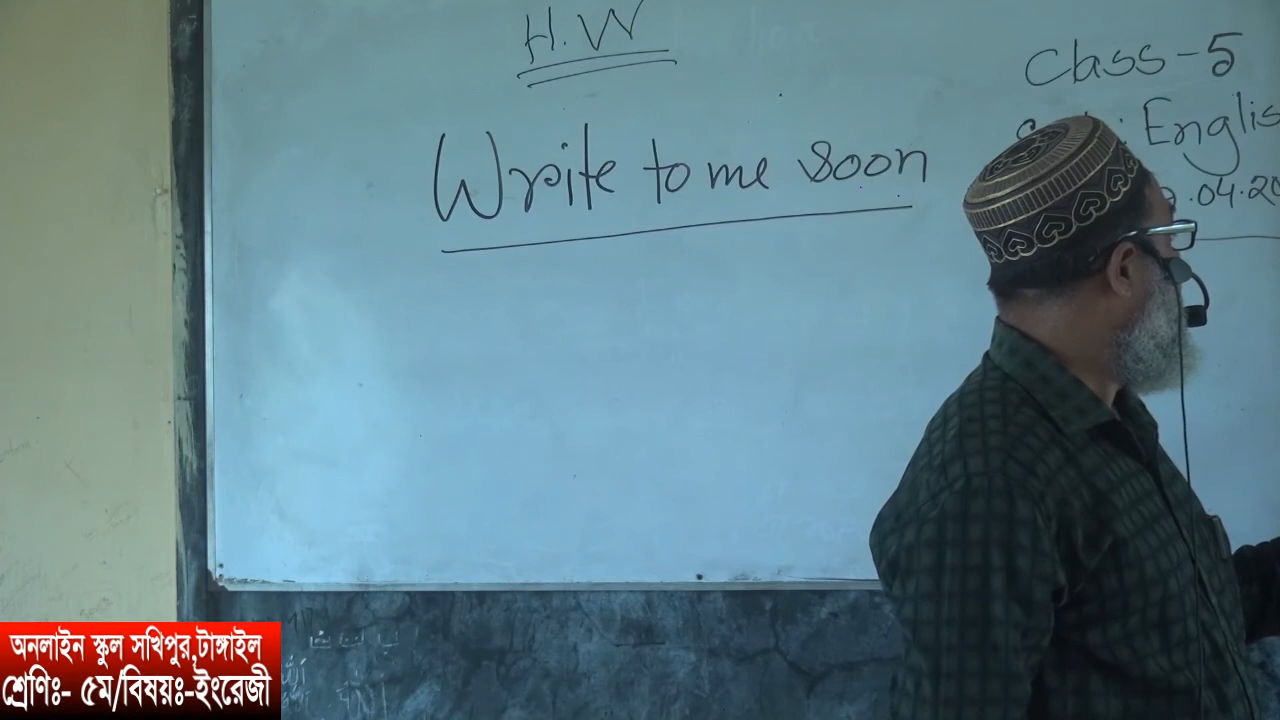 H.W
Write to me soon
Class-5
: Englis
.04.20
অনলাইন স্কুল সখিপুর,টাঙ্গাইল
শ্রেণিঃ- ৫ম/বিষয়ঃ-ইংরেজী